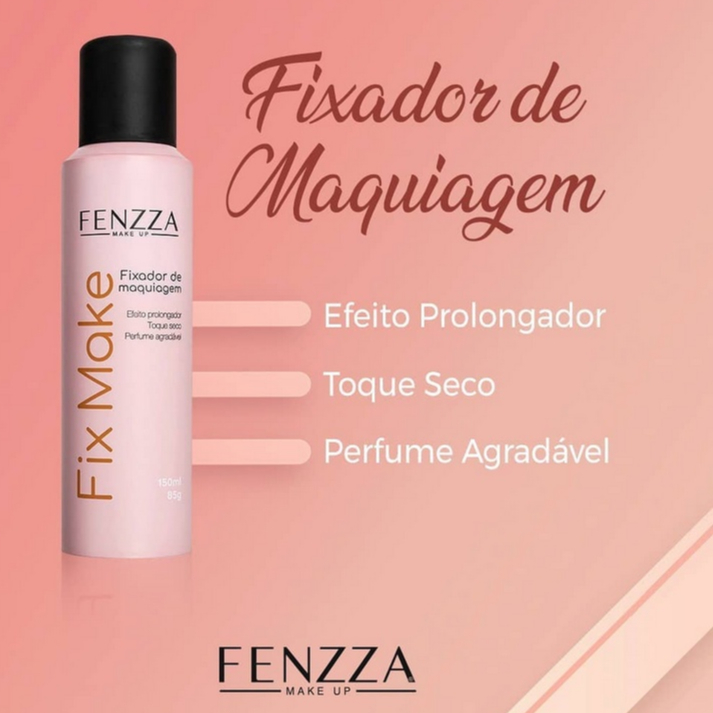 Fixador de
Maquiagem
FENZZA
MAKE UP
Fix Make
Fixador de
maquiagem
Efeito prolongador
Toque seco
Perfume agradável
150ml
85g
Efeito Prolongador
Toque Seco
Perfume Agradável
FENZZA
MAKE UP